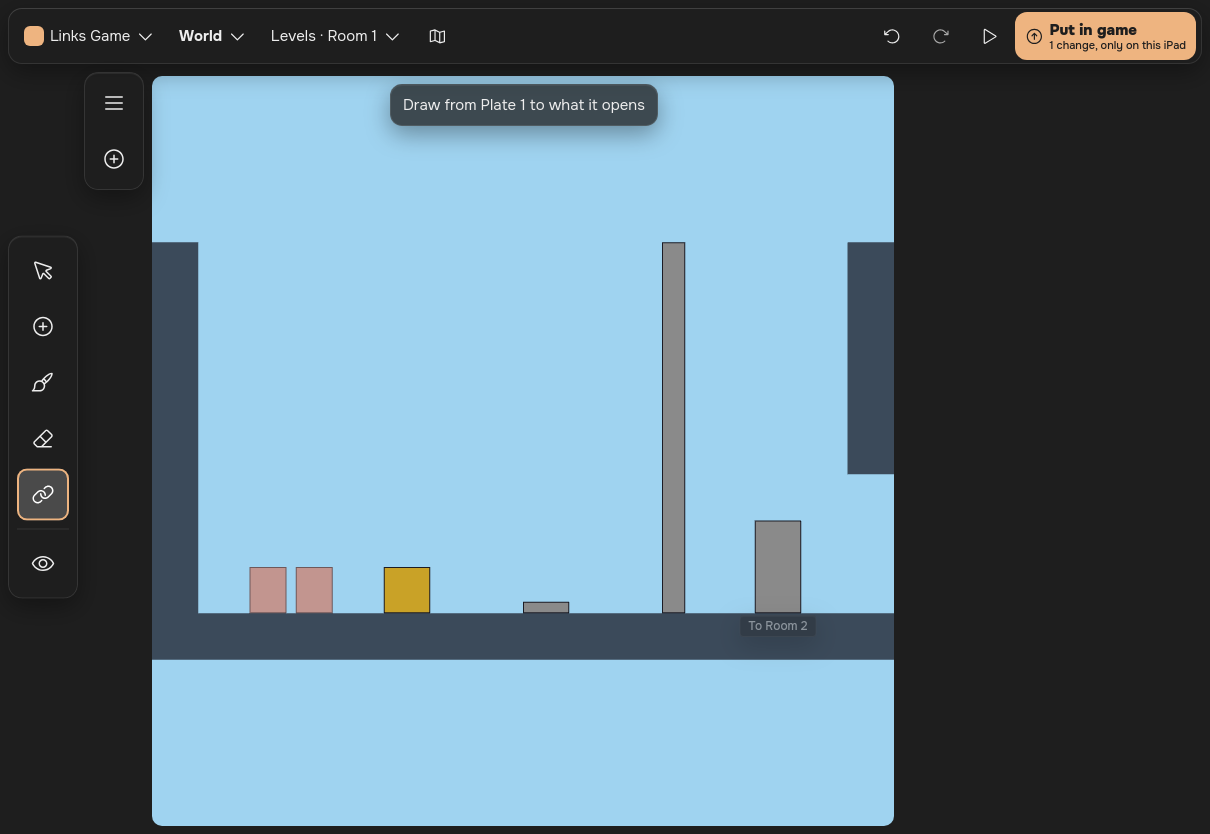 Links Game
World
Levels · Room 1
Put in game
1 change, only on this iPad
Draw from Plate 1 to what it opens
To Room 2